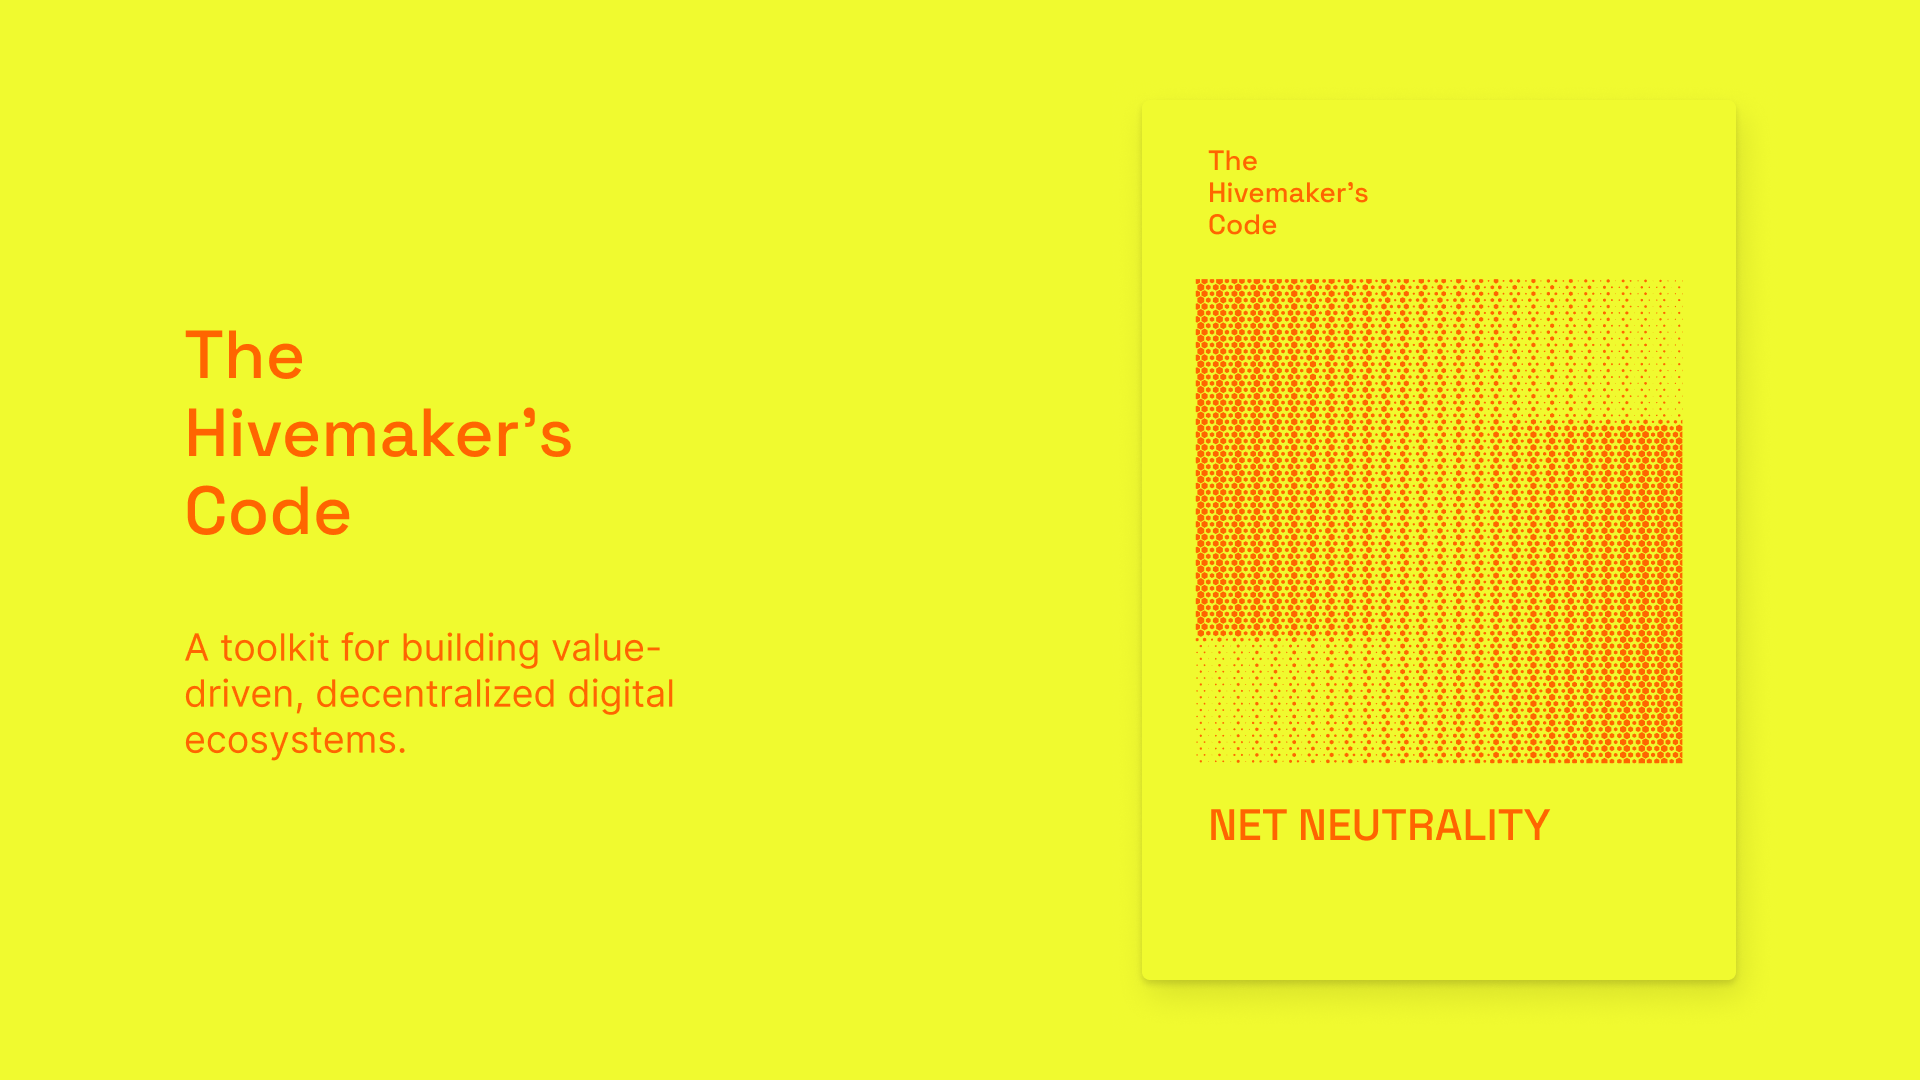 The
Hivemaker’s
Code
A toolkit for building value-
driven, decentralized digital
ecosystems.
The
Hivemaker’s
Code
NET NEUTRALITY